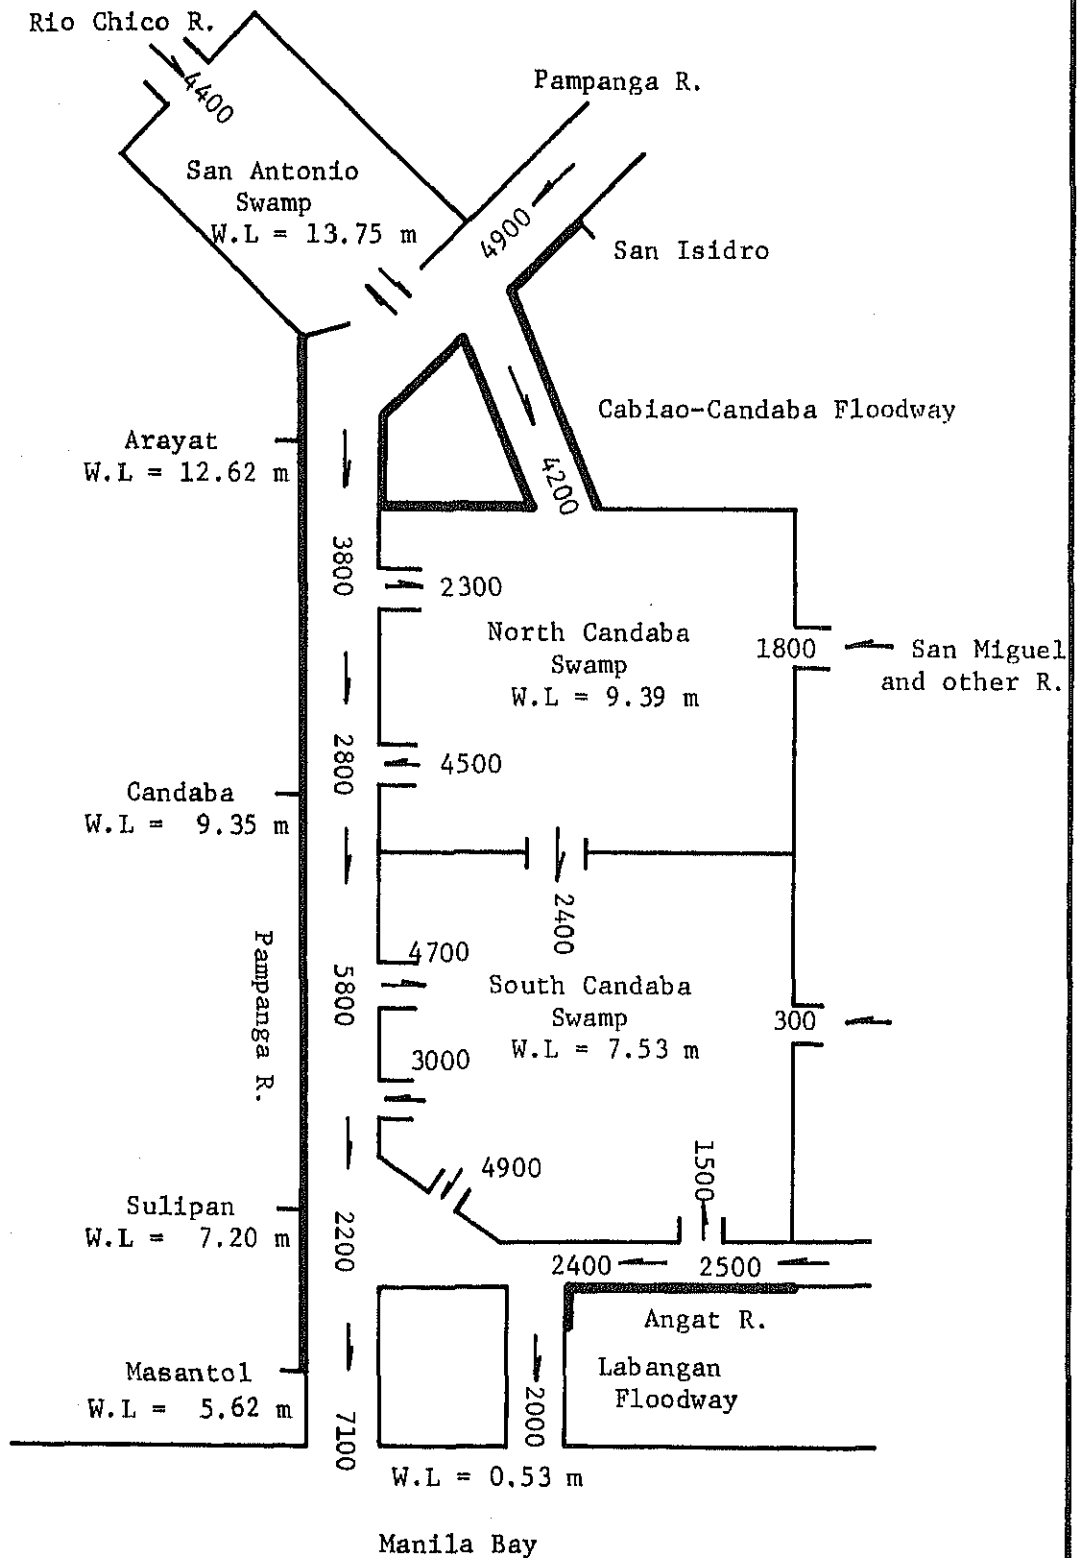 Rio Chico R.
4400
Pampanga R.
San Antonio
Swamp
W.L = 13.75 m
4900
San Isidro
Cabiao-Candaba Floodway
Arayat
W.L = 12.62 m
4200
3800
2300
North Candaba
Swamp
W.L = 9.39 m
1800
San Miguel
and other R.
2800
4500
Candaba
W.L = 9.35 m
2400
Pampanga R.
4700
5800
South Candaba
Swamp
W.L = 7.53 m
300
3000
4900
1500
Sulipan
W.L = 7.20 m
2200
2400
2500
Angat R.
Masantol
W.L = 5.62 m
7100
2000
Labangan
Floodway
W.L = 0.53 m
Manila Bay